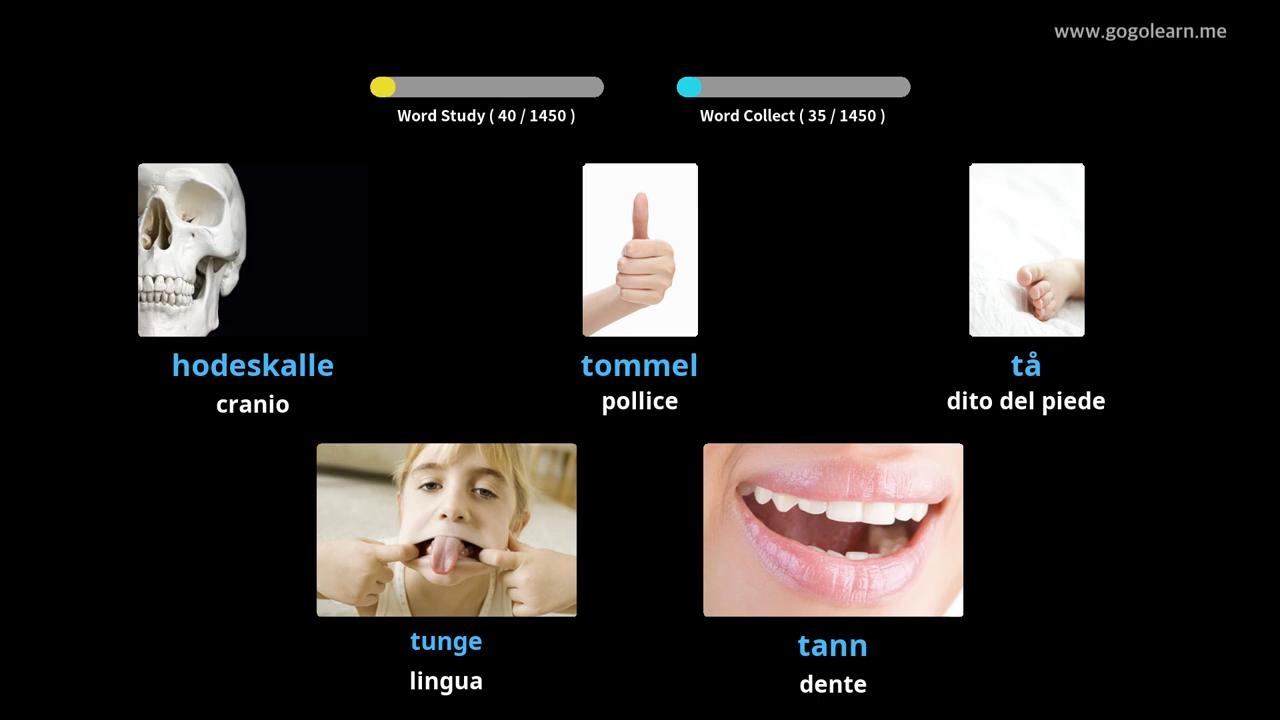 www.gogolearn.me
Word Study ( 40 / 1450 )
Word Collect ( 35 / 1450 )
hodeskalle
cranio
tommel
pollice
tå
dito del piede
tunge
lingua
tann
dente